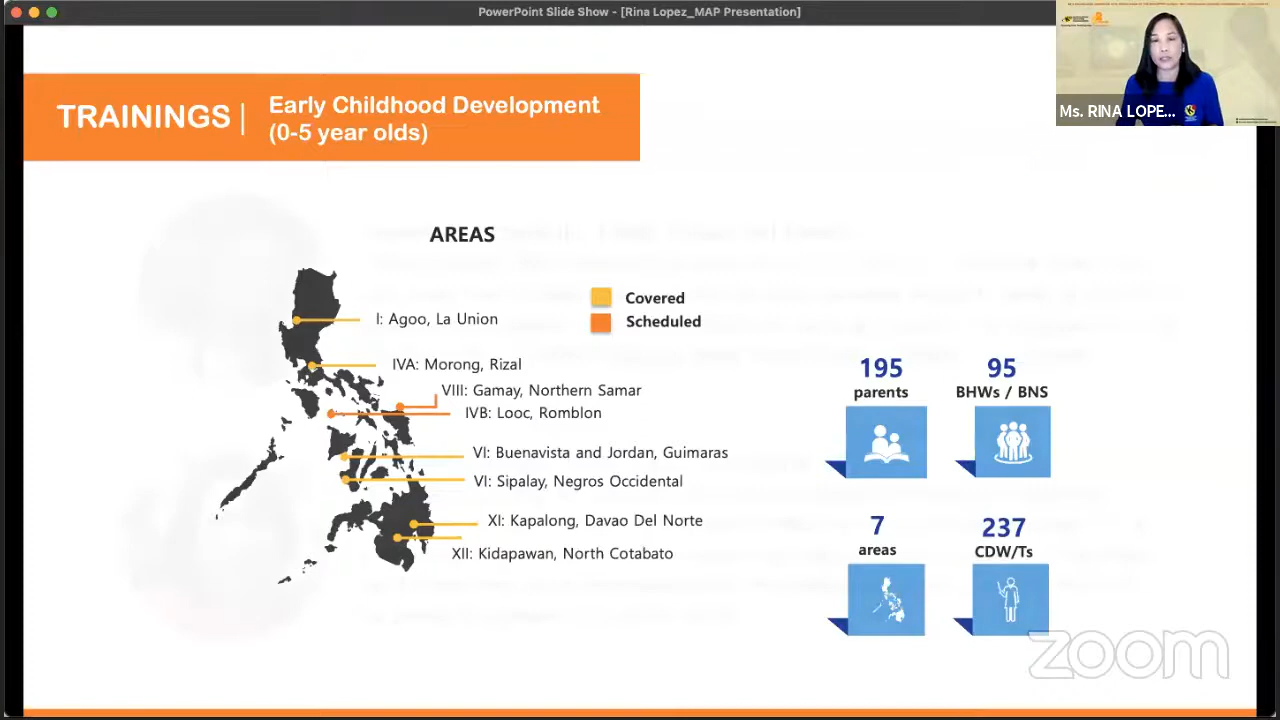 PowerPoint Slide Show - [Rina Lopez_MAP Presentation]
Ms. RINA LOPE...
TRAININGS |
Early Childhood Development
(0-5 year olds)
AREAS
Covered
Scheduled
I: Agoo, La Union
IVA: Morong, Rizal
VIII: Gamay, Northern Samar
IVB: Looc, Romblon
VI: Buenavista and Jordan, Guimaras
VI: Sipalay, Negros Occidental
XI: Kapalong, Davao Del Norte
XII: Kidapawan, North Cotabato
195
parents
95
BHWs / BNS
7
areas
237
CDW/Ts
zoom